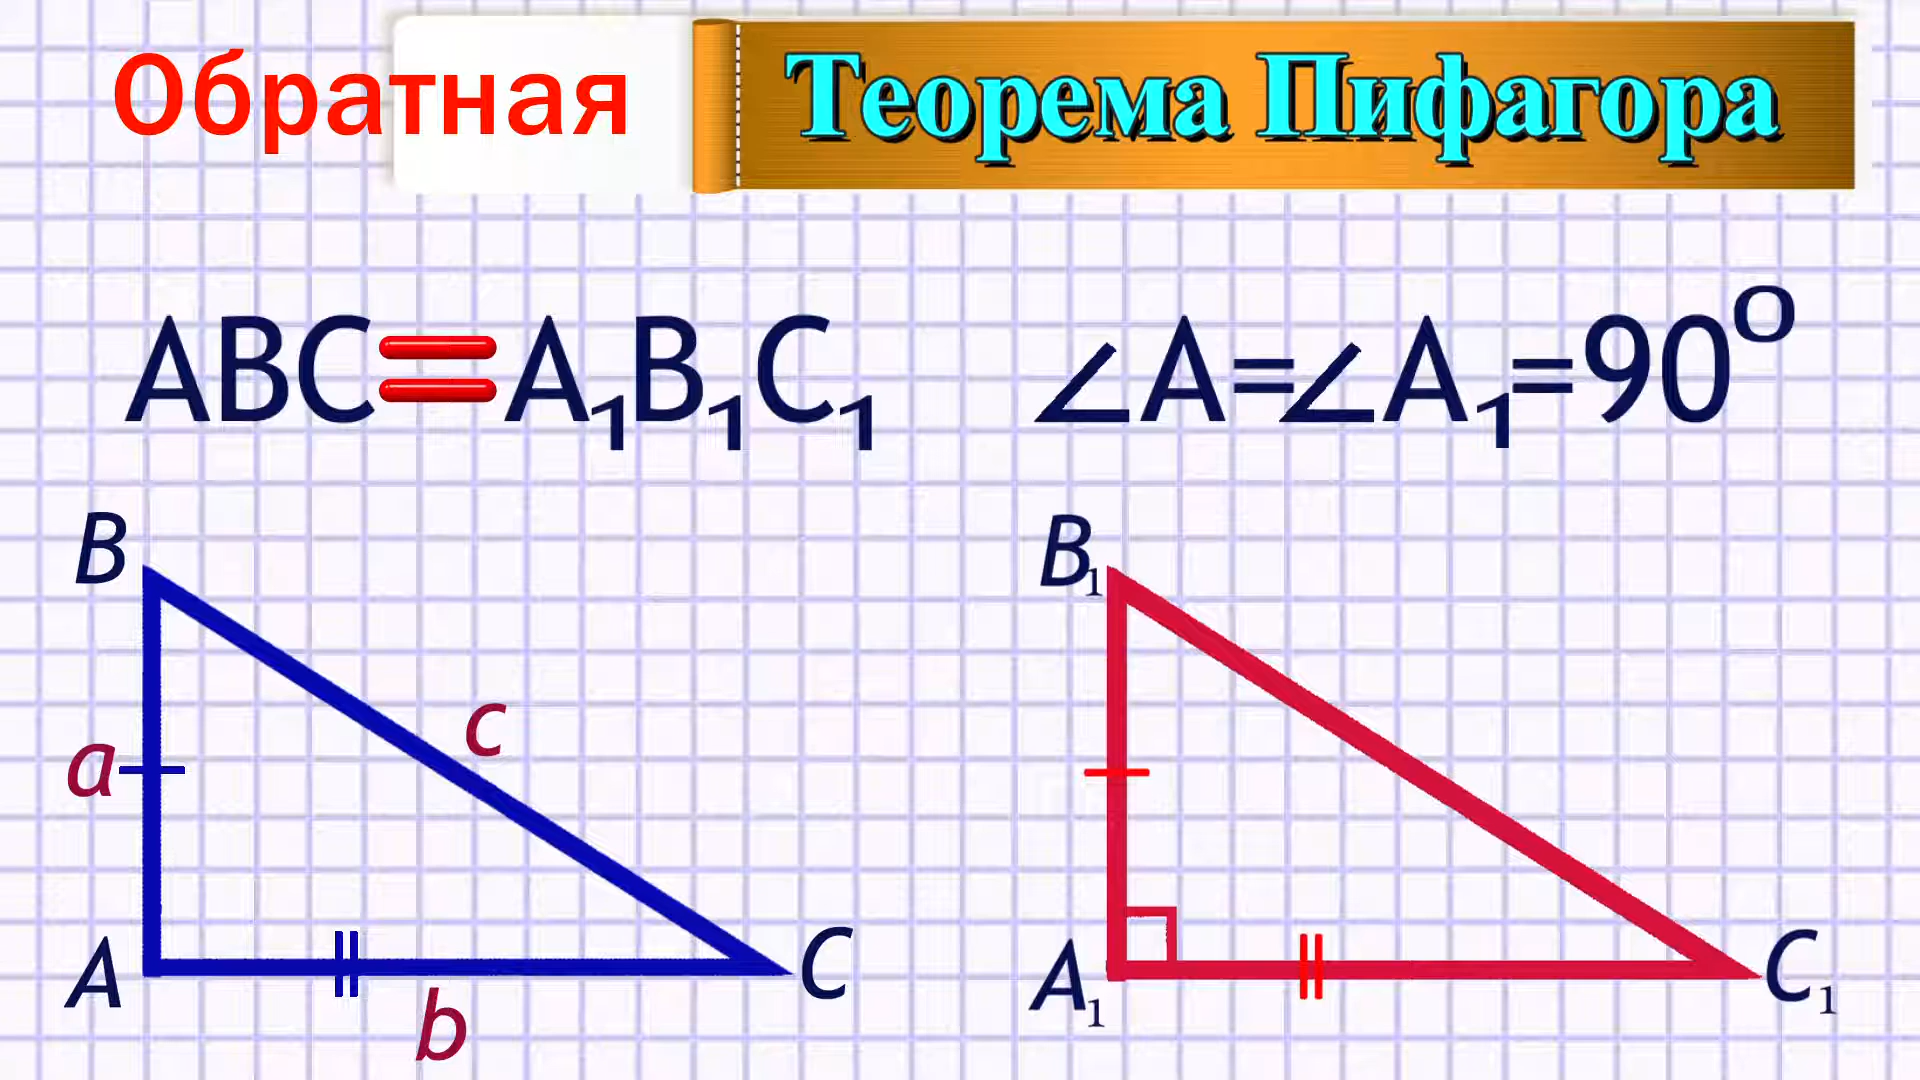 Обратная Теорема Пифагора
ABC=A₁B₁C₁ ∠A=∠A₁=90°
B
B₁
c
a
A
C
b
A₁
C₁